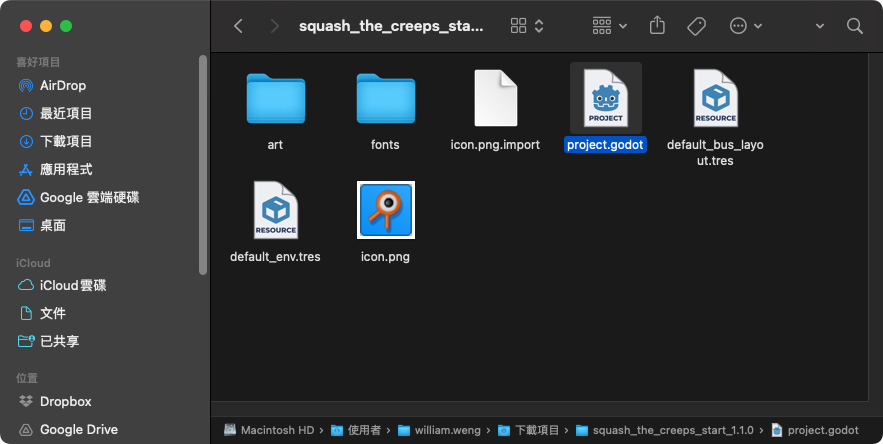 squash_the_creeps_sta...
喜好項目
AirDrop
最近項目
下載項目
應用程式
Google 雲端硬碟
桌面
iCloud
iCloud雲碟
文件
已共享
位置
Dropbox
Google Drive
art
fonts
icon.png.import
PROJECT
project.godot
RESOURCE
default_bus_layo
ut.tres
RESOURCE
default_env.tres
icon.png
Macintosh HD › 使用者 › william.weng › 下載項目 › squash_the_creeps_start_1.1.0 › project.godot